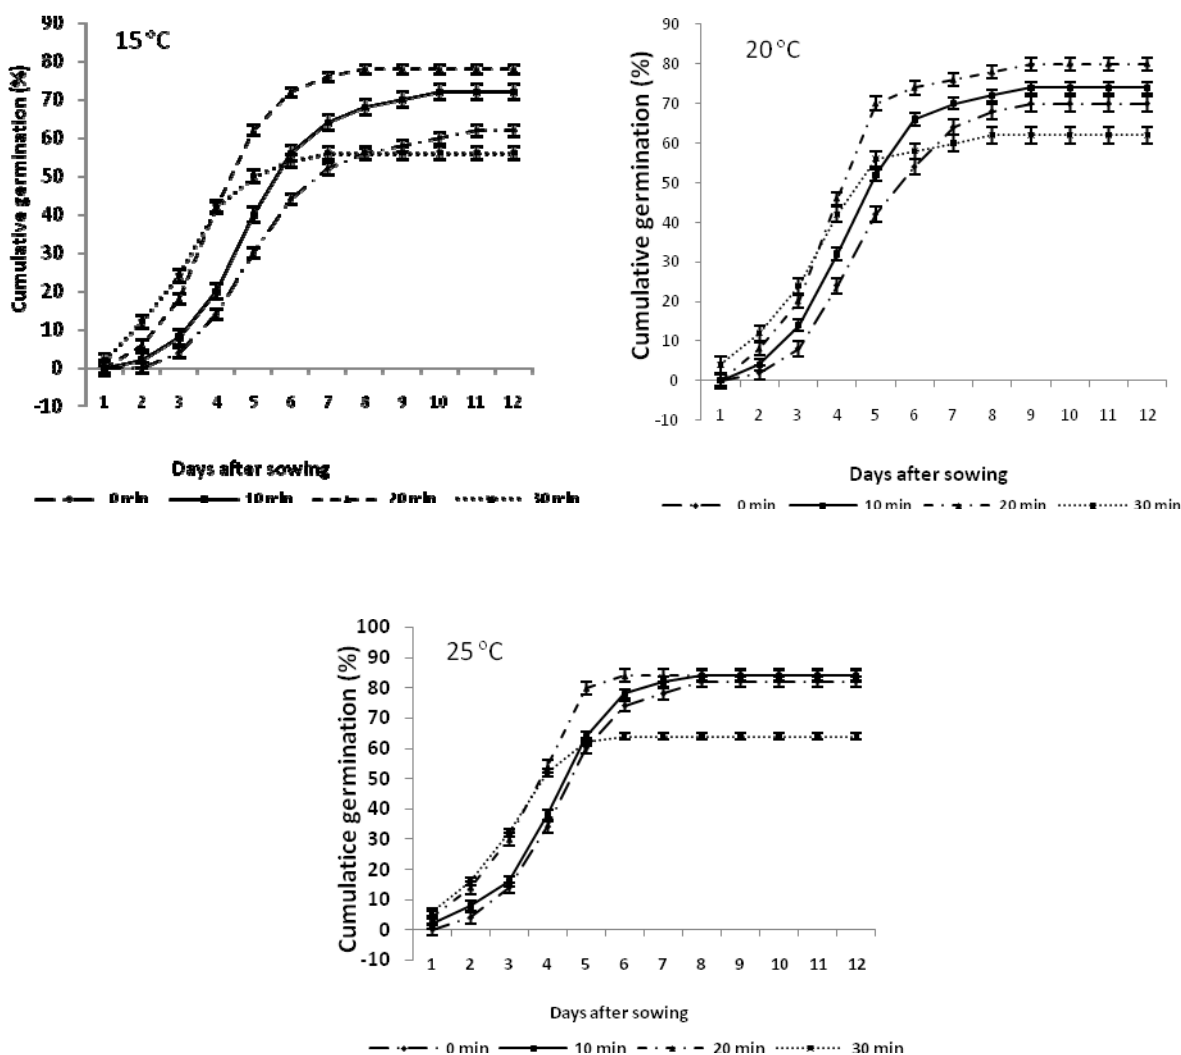 15 °C
Cumulative germination (%)
90
80
70
60
50
40
30
20
10
0
-10
1 2 3 4 5 6 7 8 9 10 11 12
Days after sowing
0 min 10 min 20 min 30 min
20 °C
Cumulative germination (%)
90
80
70
60
50
40
30
20
10
0
-10
1 2 3 4 5 6 7 8 9 10 11 12
Days after sowing
0 min 10 min 20 min 30 min
25 °C
Cumulatice germination (%)
100
90
80
70
60
50
40
30
20
10
0
-10
1 2 3 4 5 6 7 8 9 10 11 12
Days after sowing
0 min 10 min 20 min 30 min